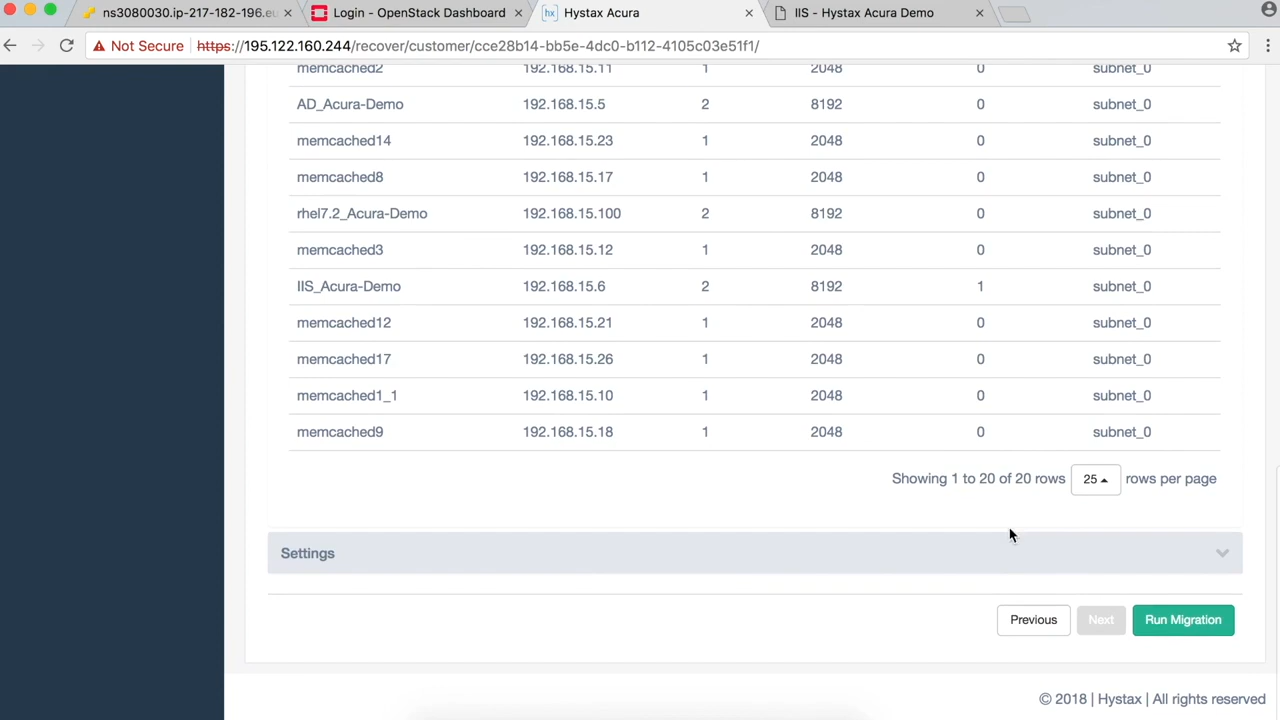 ns3080030.ip-217-182-196.eu
Login - OpenStack Dashboard
hx Hystax Acura
IIS - Hystax Acura Demo
Not Secure https://195.122.160.244/recover/customer/cce28b14-bb5e-4dc0-b112-4105c03e51f1/
memcached2 192.168.15.11 1 2048 0 subnet_0
AD_Acura-Demo 192.168.15.5 2 8192 0 subnet_0
memcached14 192.168.15.23 1 2048 0 subnet_0
memcached8 192.168.15.17 1 2048 0 subnet_0
rhel7.2_Acura-Demo 192.168.15.100 2 8192 0 subnet_0
memcached3 192.168.15.12 1 2048 0 subnet_0
IIS_Acura-Demo 192.168.15.6 2 8192 1 subnet_0
memcached12 192.168.15.21 1 2048 0 subnet_0
memcached17 192.168.15.26 1 2048 0 subnet_0
memcached1_1 192.168.15.10 1 2048 0 subnet_0
memcached9 192.168.15.18 1 2048 0 subnet_0
Showing 1 to 20 of 20 rows 25 rows per page
Settings
Previous Next Run Migration
© 2018 | Hystax | All rights reserved